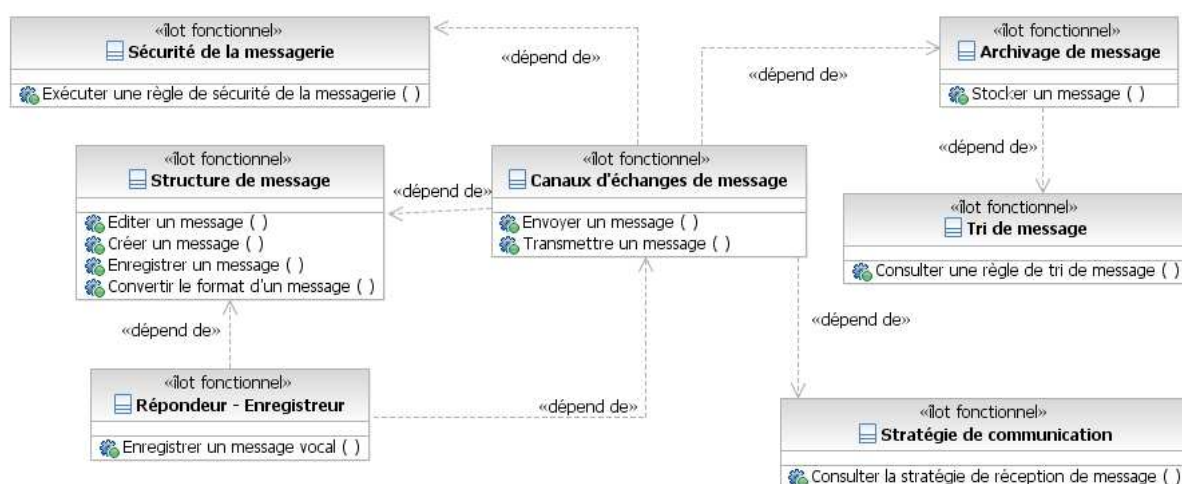 «îlot fonctionnel»
Sécurité de la messagerie
Exécuter une règle de sécurité de la messagerie ( )
«dépend de»
«dépend de»
«îlot fonctionnel»
Archivage de message
Stocker un message ( )
«îlot fonctionnel»
Structure de message
Editer un message ( )
Créer un message ( )
Enregistrer un message ( )
Convertir le format d'un message ( )
«dépend de»
«îlot fonctionnel»
Canaux d'échanges de message
Envoyer un message ( )
Transmettre un message ( )
«dépend de»
«îlot fonctionnel»
Tri de message
Consulter une règle de tri de message ( )
«dépend de»
«dépend de»
«îlot fonctionnel»
Répondeur - Enregistreur
Enregistrer un message vocal ( )
«dépend de»
«îlot fonctionnel»
Stratégie de communication
Consulter la stratégie de réception de message ( )